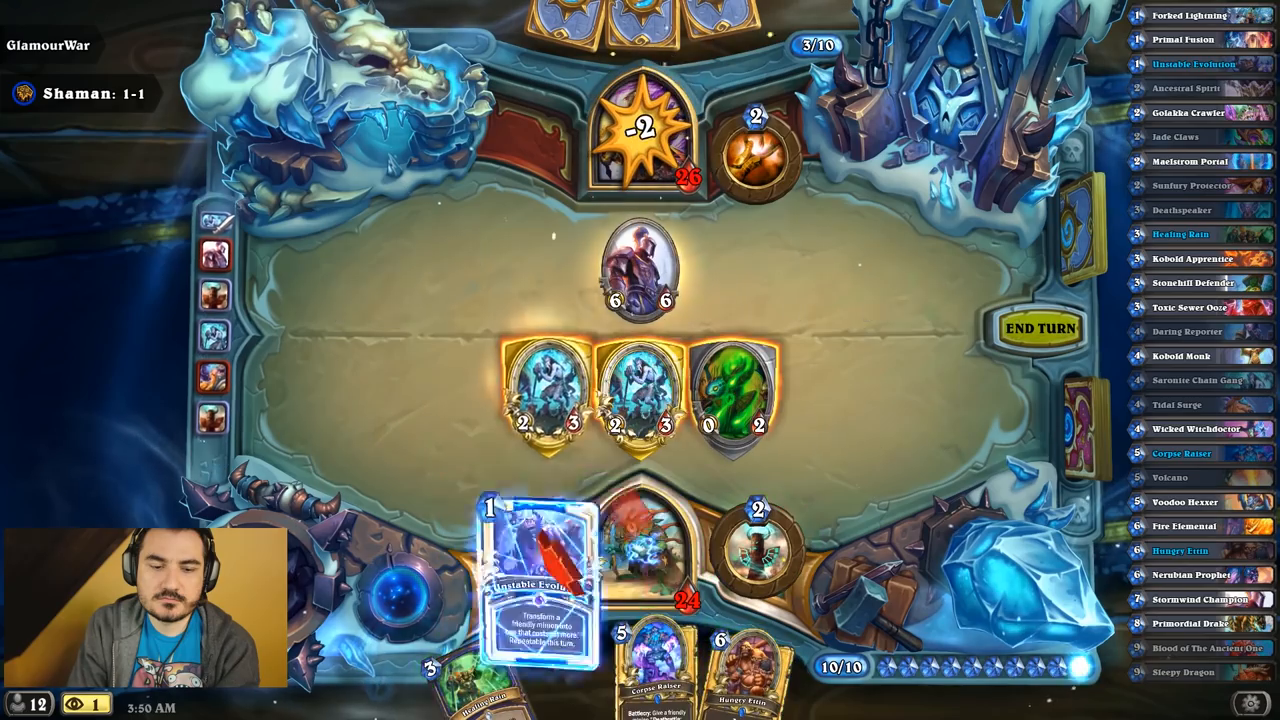 GlamourWar
Shaman: 1-1
3/10
-2
26
2
6
6
END TURN
2
3
2
3
0
2
1
Unstable Evolu
Transform a
friendly minion into
one that costs 1 more.
Repeatable this turn.
2
24
3
Healing Rain
5
Corpse Raiser
Battlecry: Give a friendly
6
Hungry Ettin
10/10
12
1
3:50 AM
1 Forked Lightning
1 Primal Fusion
1 Unstable Evolution
2 Ancestral Spirit
2 Golakka Crawler
2 Jade Claws
2 Maelstrom Portal
2 Sunfury Protector
3 Deathspeaker
3 Healing Rain
3 Kobold Apprentice
3 Stonehill Defender
3 Toxic Sewer Ooze
4 Daring Reporter
4 Kobold Monk
4 Saronite Chain Gang
4 Tidal Surge
4 Wicked Witchdoctor
5 Corpse Raiser
5 Volcano
5 Voodoo Hexxer
6 Fire Elemental
6 Hungry Ettin
6 Nerubian Prophet
7 Stormwind Champion
8 Primordial Drake
9 Blood of The Ancient One
9 Sleepy Dragon